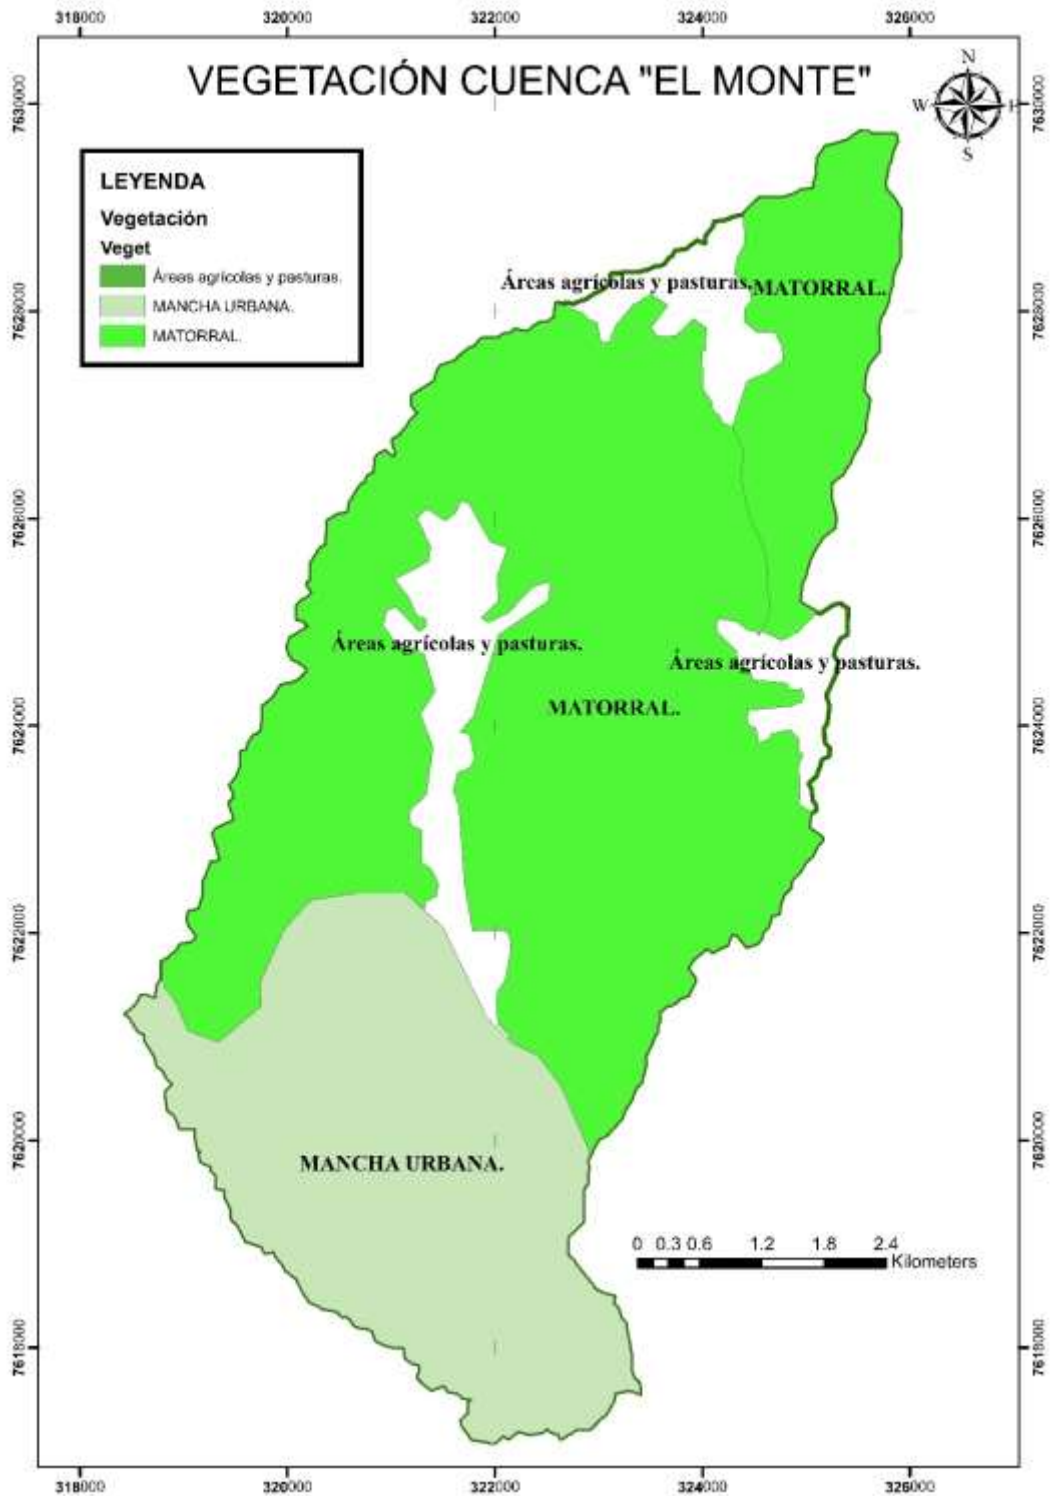 318000 320000 322000 324000 326000
VEGETACIÓN CUENCA "EL MONTE"
N
W
S
LEYENDA
Vegetación
Veget
Áreas agrícolas y pasturas.
MANCHA URBANA.
MATORRAL.
Áreas agrícolas y pasturas.
MATORRAL.
Áreas agrícolas y pasturas.
Áreas agrícolas y pasturas.
MATORRAL.
MANCHA URBANA.
0 0.3 0.6 1.2 1.8 2.4
Kilometers
7630000
7628000
7626000
7624000
7622000
7620000
7618000
7630000
7628000
7626000
7624000
7622000
7620000
7618000
318000 320000 322000 324000 326000